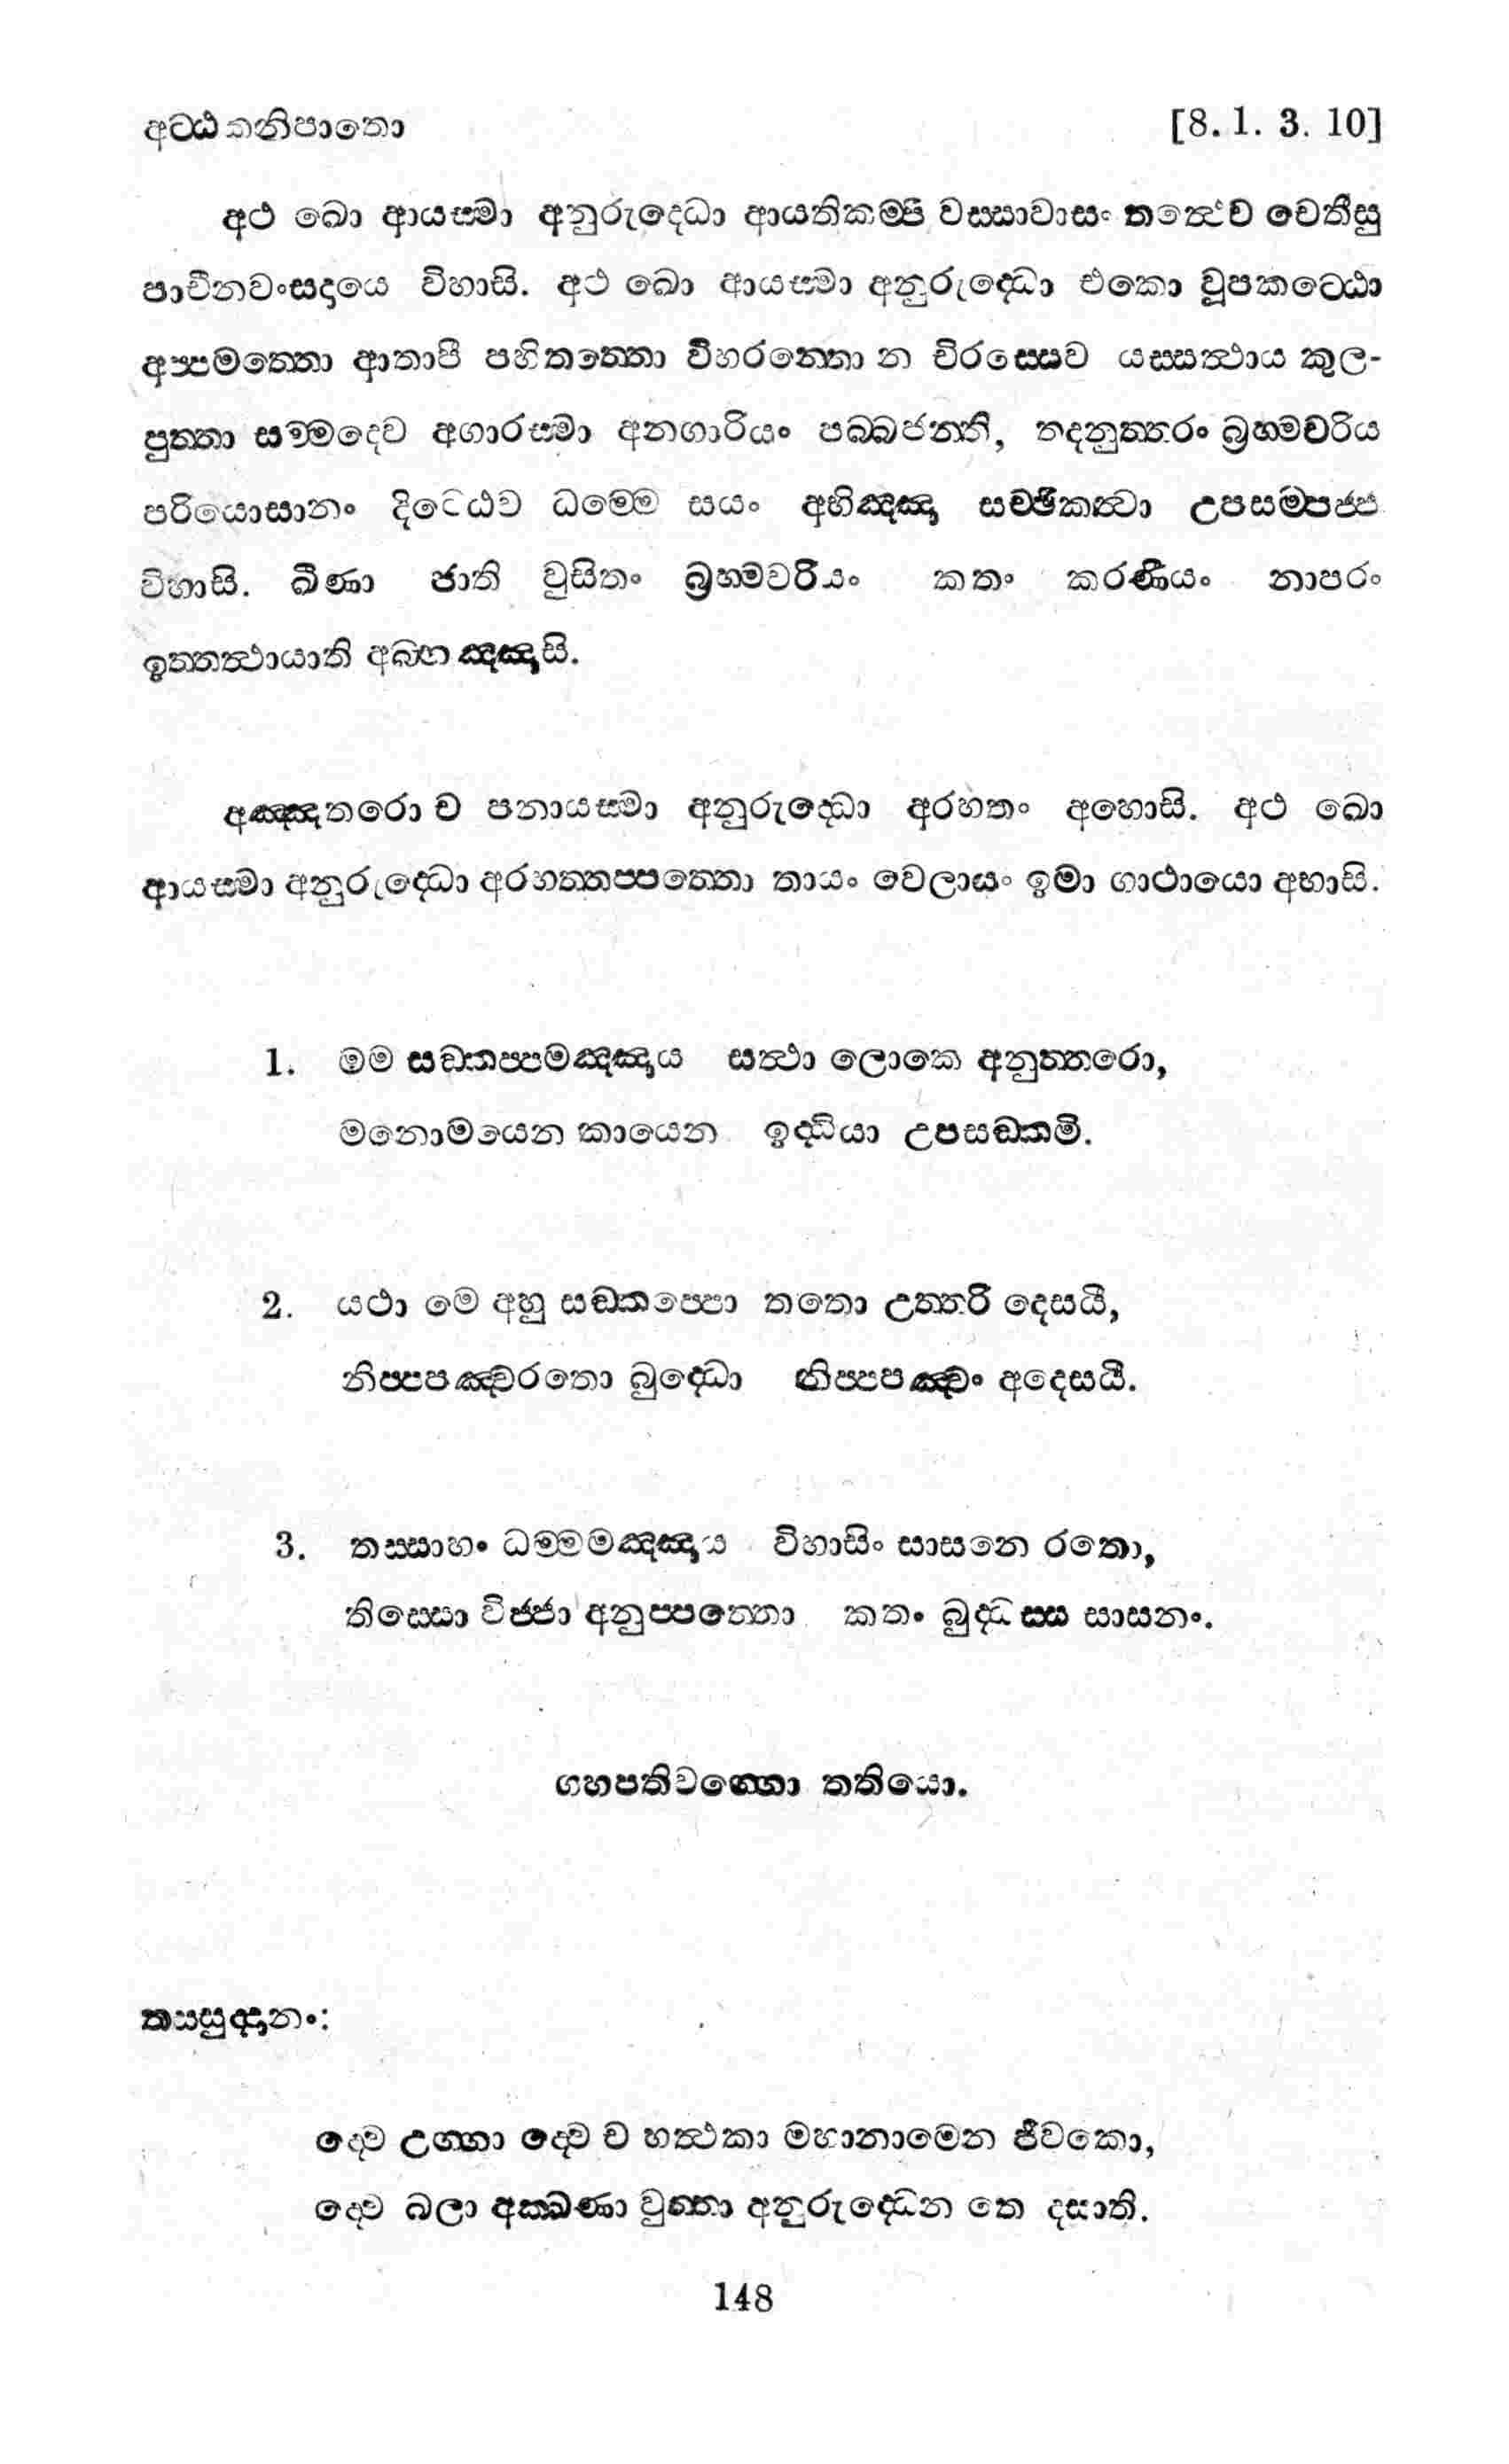 අට්ඨකනිපාතො [8. 1. 3. 10]
අථ ඛො ආයස්මා අනුරුද්ධො ආයතිකම්පි වස්සාවාසං තත්ථෙව චෙතීසු
පාචීනවංසදායෙ විහාසි. අථ ඛො ආයස්මා අනුරුද්ධො එකො වූපකට්ඨො
අප්පමත්තො ආතාපි පහිතත්තො විහරන්තො න චිරස්සෙව යස්සත්ථාය කුල-
පුත්තා සම්මදෙව අගාරස්මා අනගාරියං පබ්බජන්ති, තදනුත්තරං බ්‍රහ්මචරිය
පරියොසානං දිට්ඨෙව ධම්මෙ සයං අභිඤ්ඤා සච්ඡිකත්වා උපසම්පජ්ජ
විහාසි. ඛීණා ජාති වුසිතං බ්‍රහ්මචරියං කතං කරණීයං නාපරං
ඉත්තත්ථායාති අබ්භඤ්ඤාසි.
අඤ්ඤතරො ච පනායස්මා අනුරුද්ධො අරහතං අහොසි. අථ ඛො
ආයස්මා අනුරුද්ධො අරහත්තප්පත්තො තායං වෙලායං ඉමා ගාථායො අභාසි.
1. මම සඞ්කප්පමඤ්ඤාය සත්ථා ලොකෙ අනුත්තරො,
මනොමයෙන කායෙන ඉද්ධියා උපසඞ්කමි.
2. යථා මෙ අහු සඞ්කප්පො තතො උත්තරි දෙසයී,
නිප්පපඤ්චරතො බුද්ධො නිප්පපඤ්චං අදෙසයී.
3. තස්සාහං ධම්මමඤ්ඤාය විහාසිං සාසනෙ රතො,
තිස්සො විජ්ජා අනුප්පත්තො කතං බුද්ධස්ස සාසනං.
ගහපතිවග්ගො තතියො.
තස්සුද්දානං:
ද්වෙ උග්ගා ද්වෙ ච හත්ථකා මහානාමෙන ජීවකො,
ද්වෙ බලා අක්ඛණා වුත්තා අනුරුද්ධෙන තෙ දසාති.
148